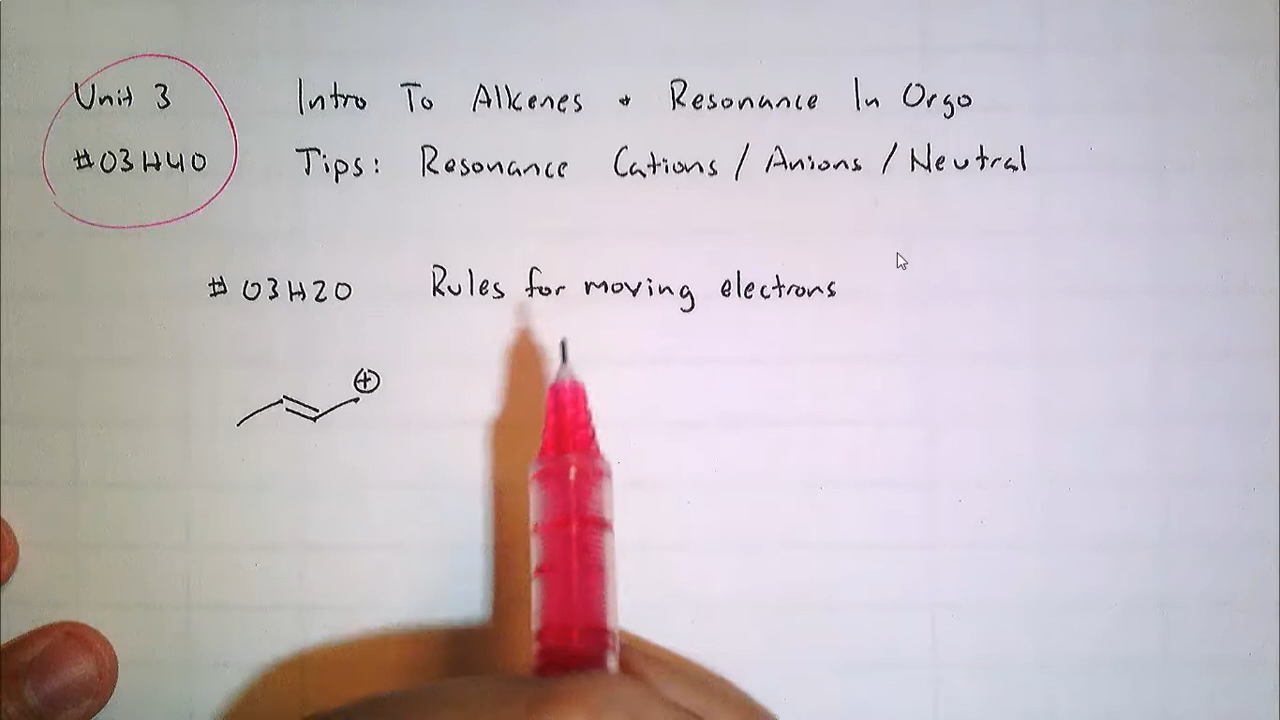 Unit 3 Intro To Alkenes + Resonance In Orgo
#03H40 Tips: Resonance Cations / Anions / Neutral
#03H20 Rules for moving electrons
+